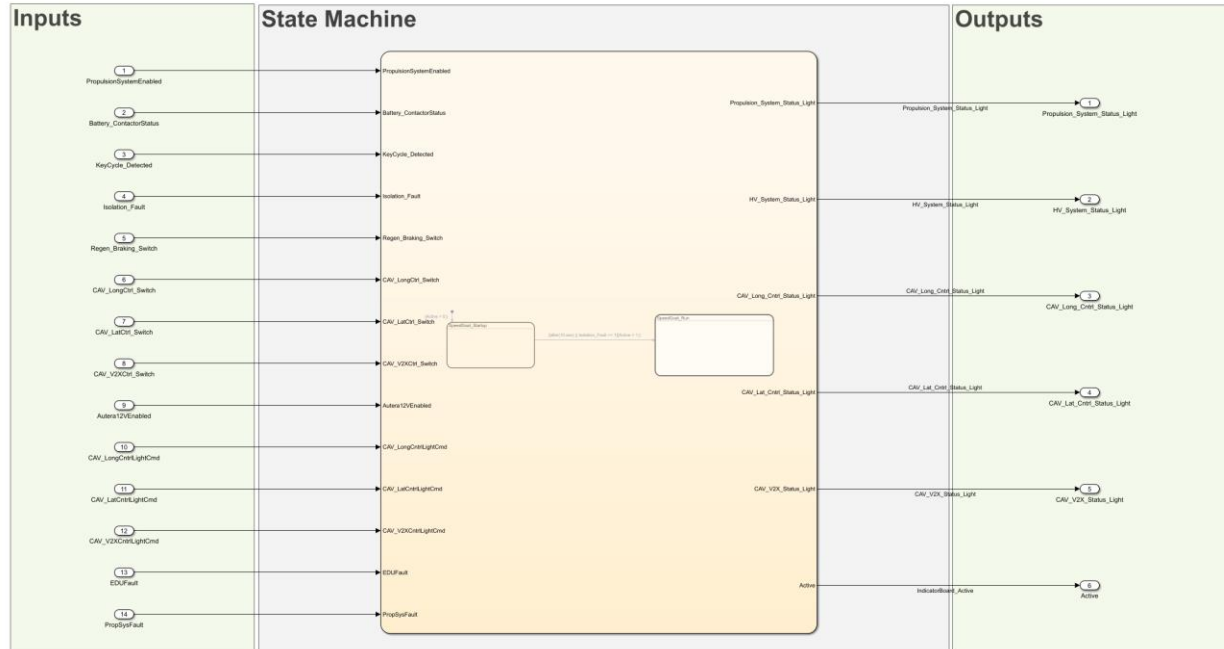 Inputs
State Machine
Outputs
1
PropulsionSystemEnabled
2
Battery_ContactorStatus
3
KeyCycle_Detected
4
Isolation_Fault
5
Regen_Braking_Switch
6
CAV_LongCtrl_Switch
7
CAV_LatCtrl_Switch
8
CAV_V2XCtrl_Switch
9
Autera12VEnabled
10
CAV_LongCntrlLightCmd
11
CAV_LatCntrlLightCmd
12
CAV_V2XCntrlLightCmd
13
EDUFault
14
PropSysFault
PropulsionSystemEnabled
Battery_ContactorStatus
KeyCycle_Detected
Isolation_Fault
Regen_Braking_Switch
CAV_LongCtrl_Switch
CAV_LatCtrl_Switch
CAV_V2XCtrl_Switch
Autera12VEnabled
CAV_LongCntrlLightCmd
CAV_LatCntrlLightCmd
CAV_V2XCntrlLightCmd
EDUFault
PropSysFault
Propulsion_System_Status_Light
HV_System_Status_Light
CAV_Long_Cntrl_Status_Light
CAV_Lat_Cntrl_Status_Light
CAV_V2X_Status_Light
Active
Propulsion_System_Status_Light
HV_System_Status_Light
CAV_Long_Cntrl_Status_Light
CAV_Lat_Cntrl_Status_Light
CAV_V2X_Status_Light
IndicatorBoard_Active
1
Propulsion_System_Status_Light
2
HV_System_Status_Light
3
CAV_Long_Cntrl_Status_Light
4
CAV_Lat_Cntrl_Status_Light
5
CAV_V2X_Status_Light
6
Active